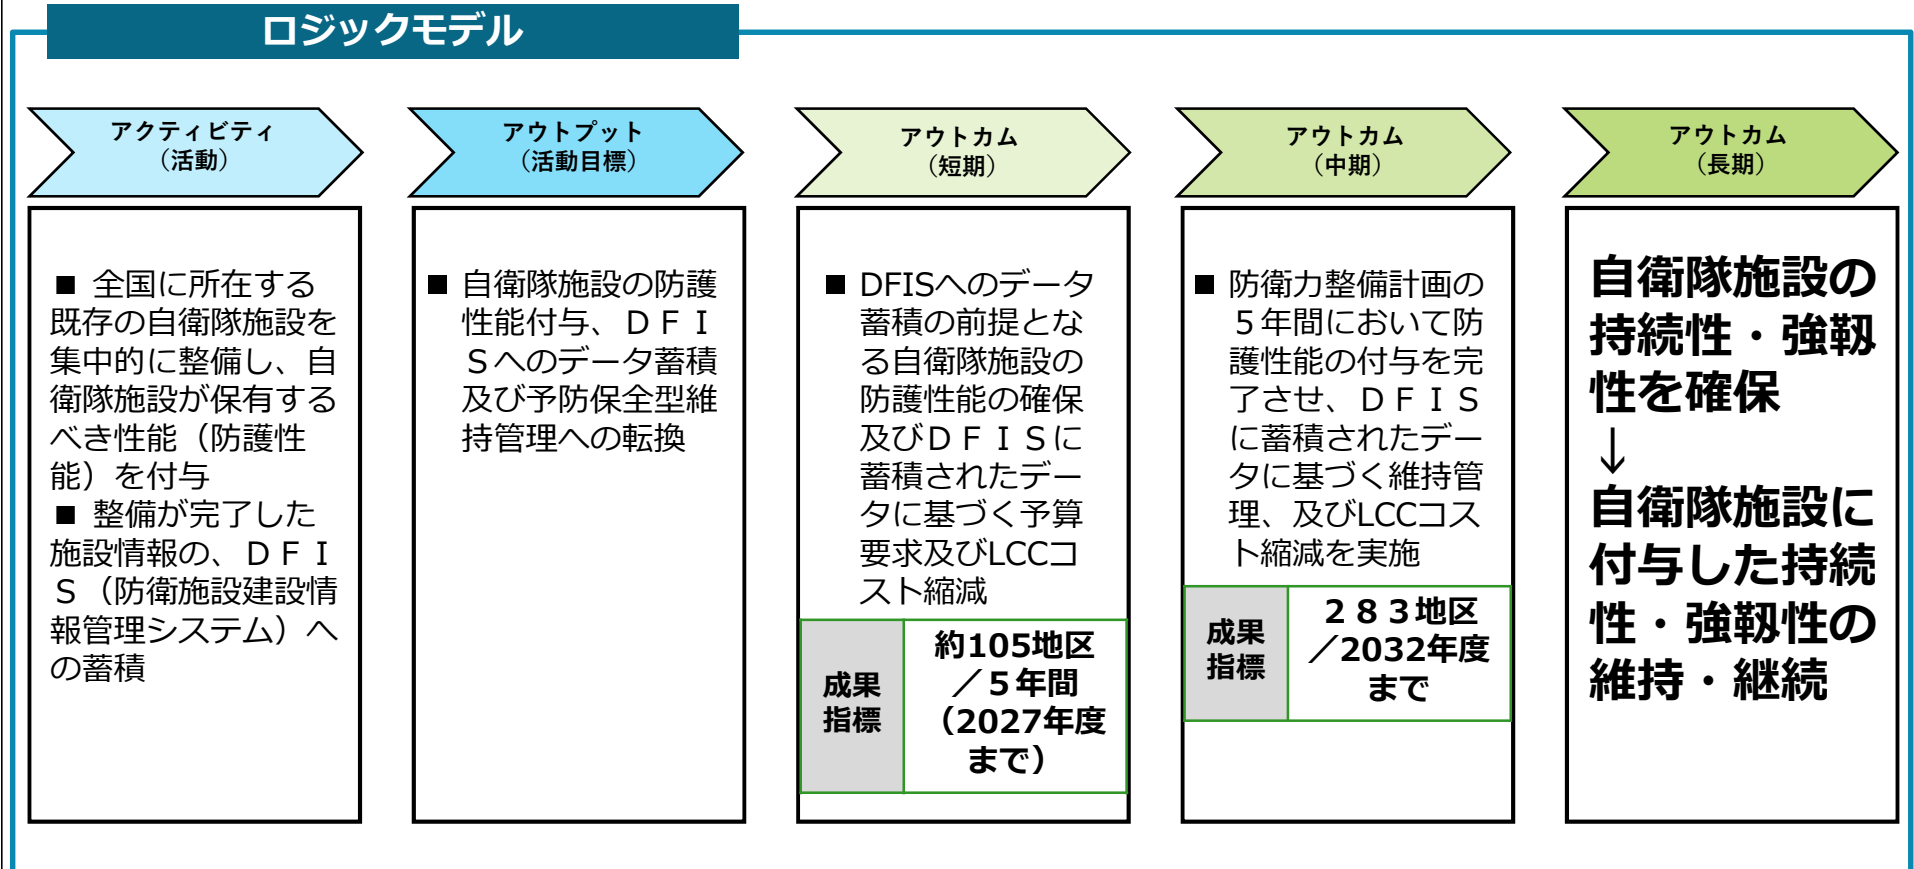 ロジックモデル
アクティビティ
（活動）
■ 全国に所在する
既存の自衛隊施設を
集中的に整備し、自
衛隊施設が保有する
べき性能（防護性
能）を付与
■ 整備が完了した
施設情報の、ＤＦＩ
Ｓ（防衛施設建設情
報管理システム）へ
の蓄積
アウトプット
（活動目標）
■ 自衛隊施設の防護
性能付与、ＤＦＩ
Ｓへのデータ蓄積
及び予防保全型維
持管理への転換
アウトカム
（短期）
■ DFISへのデータ
蓄積の前提とな
る自衛隊施設の
防護性能の確保
及びＤＦＩＳに
蓄積されたデー
タに基づく予算
要求及びLCCコ
スト縮減
成果
指標
約105地区
／５年間
（2027年度
まで）
アウトカム
（中期）
■ 防衛力整備計画の
５年間において防
護性能の付与を完
了させ、ＤＦＩＳ
に蓄積されたデー
タに基づく維持管
理、及びLCCコス
ト縮減を実施
成果
指標
２８３地区
／2032年度
まで
アウトカム
（長期）
自衛隊施設の
持続性・強靱
性を確保
↓
自衛隊施設に
付与した持続
性・強靱性の
維持・継続